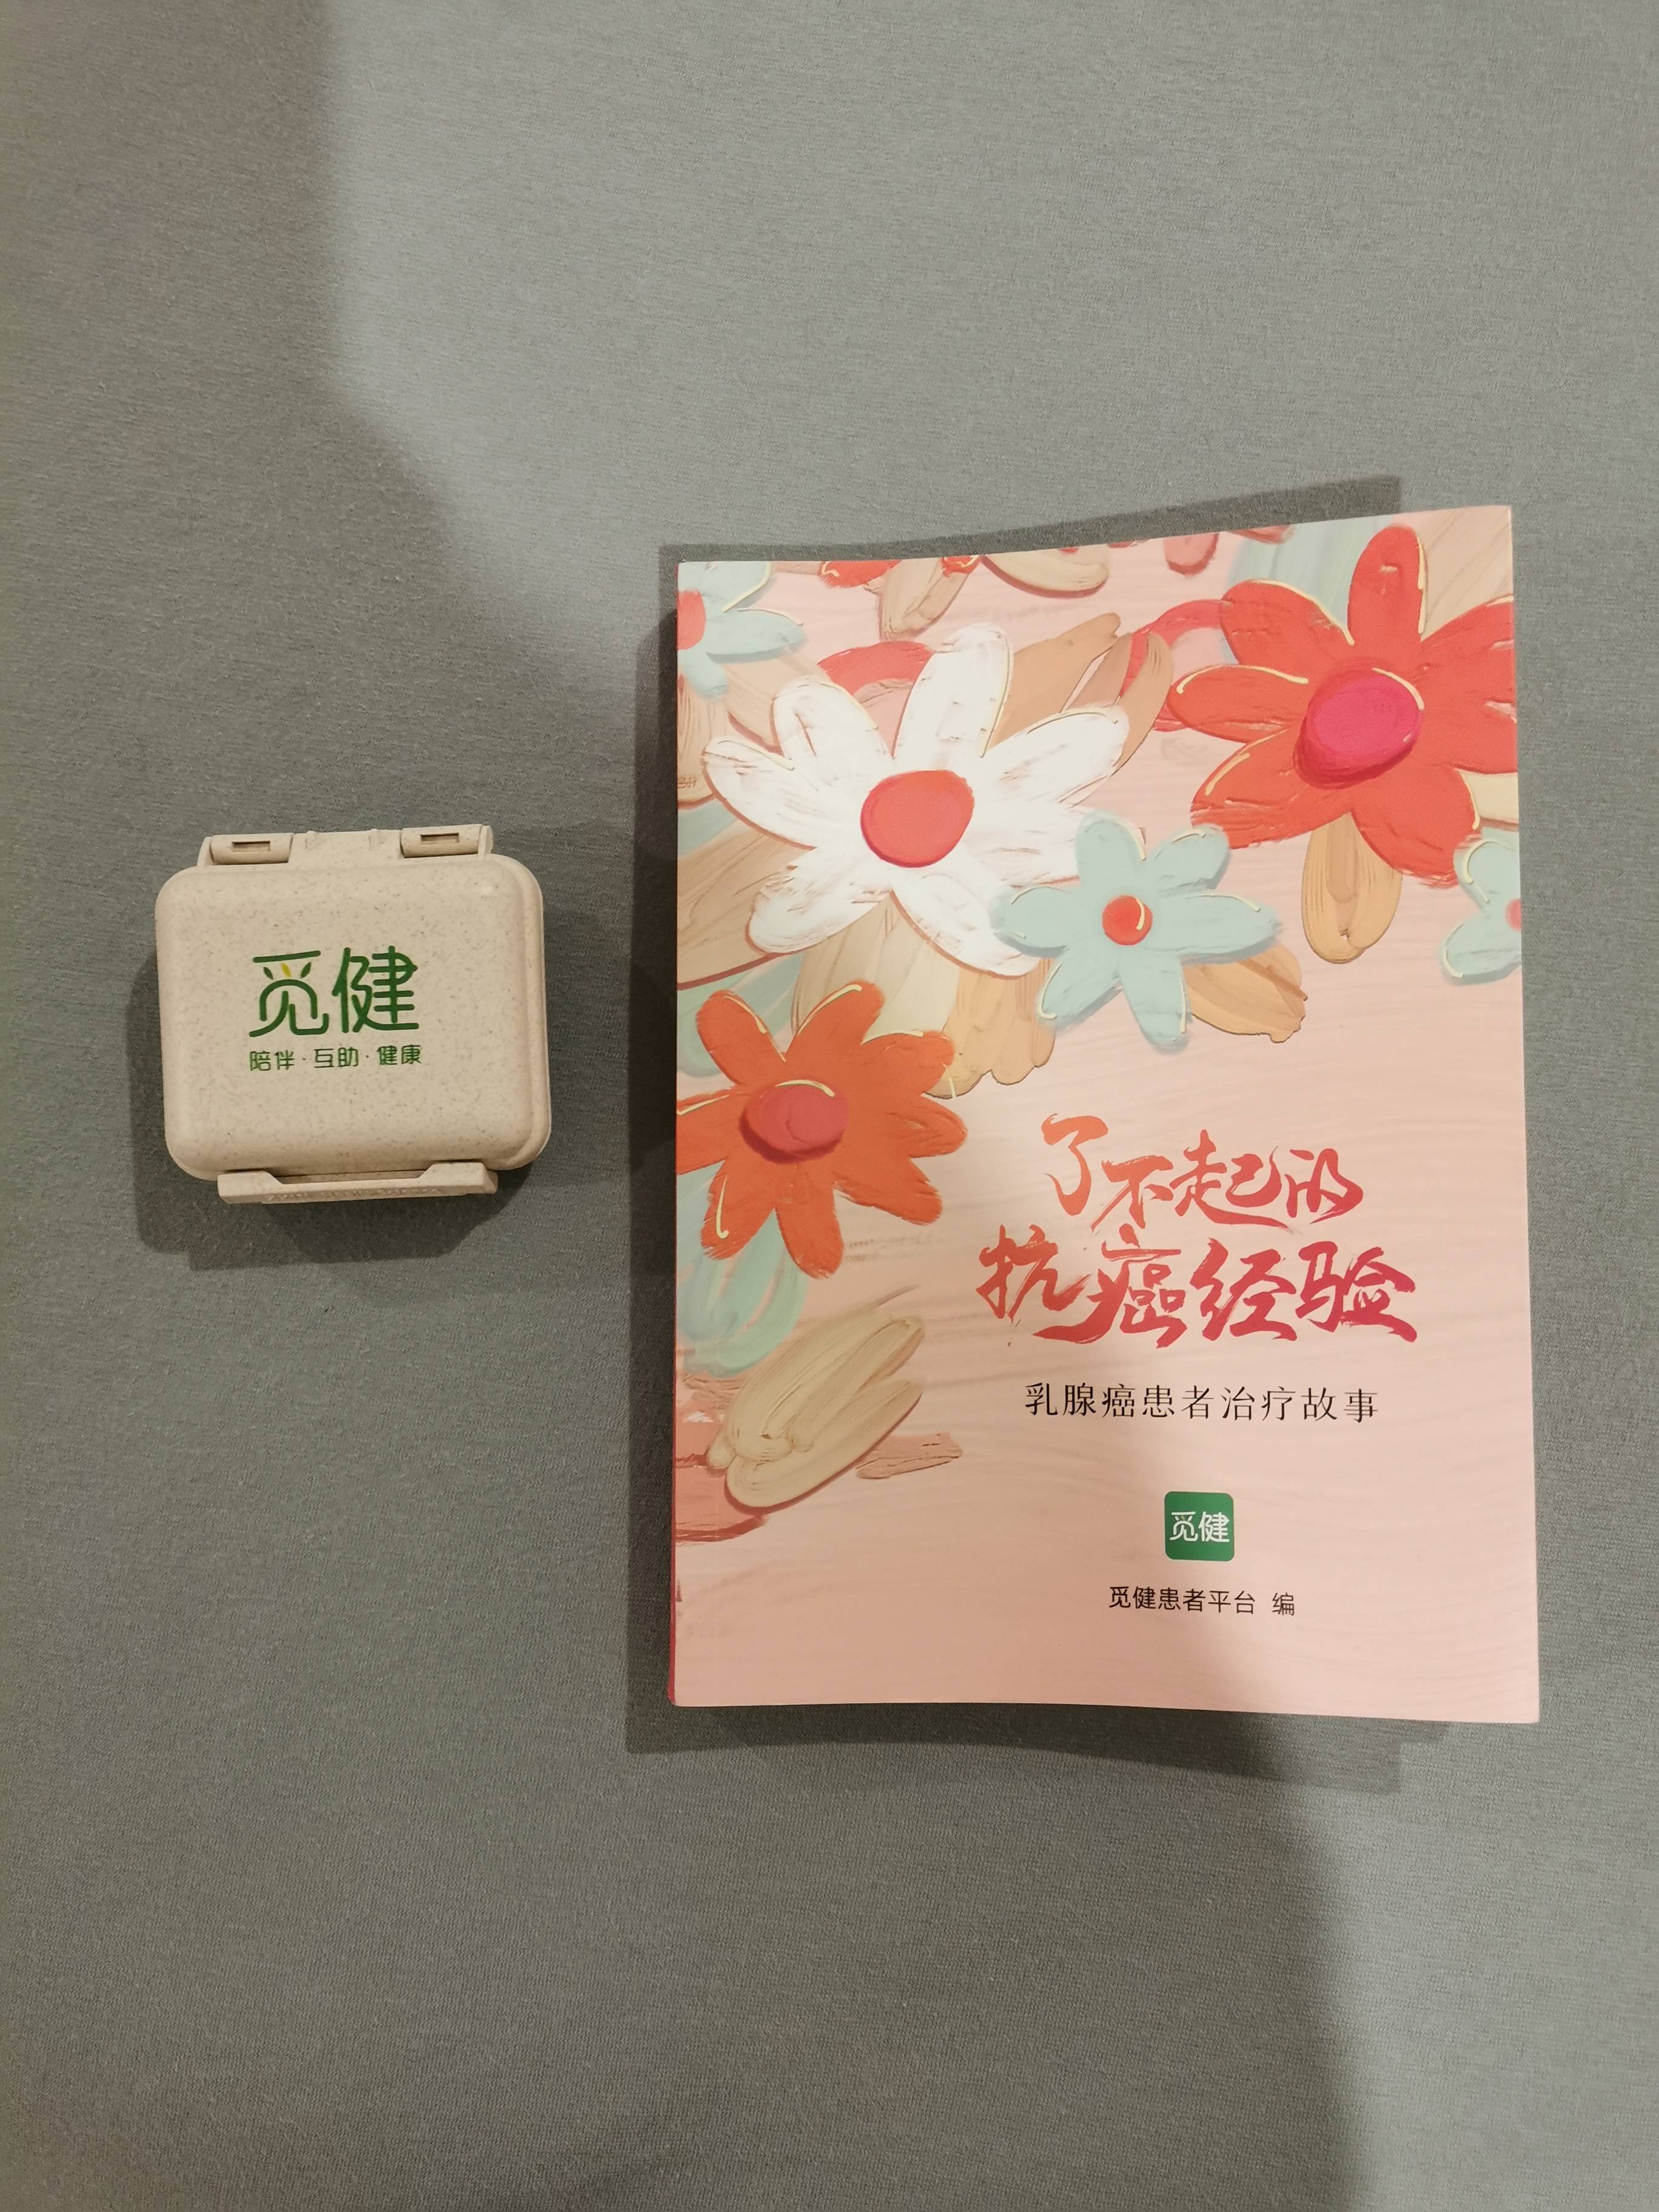 觅健
陪伴·互助·健康
了不起的
抗癌经验
乳腺癌患者治疗故事
觅健
觅健患者平台 编